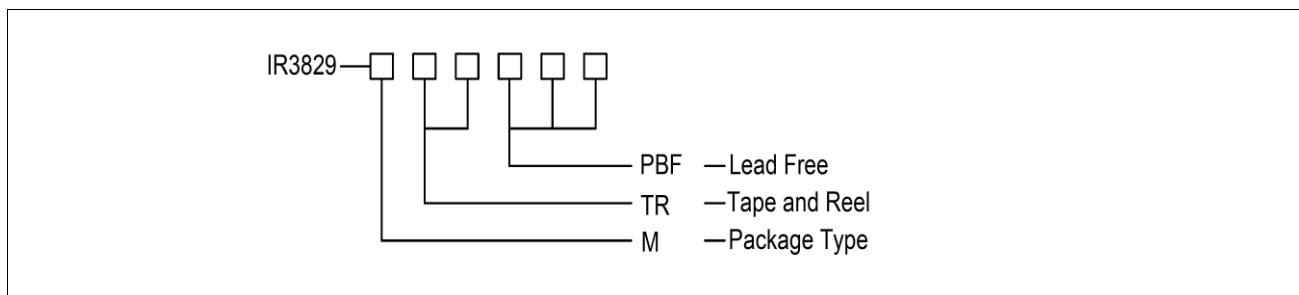 IR3829
PBF — Lead Free
TR — Tape and Reel
M — Package Type